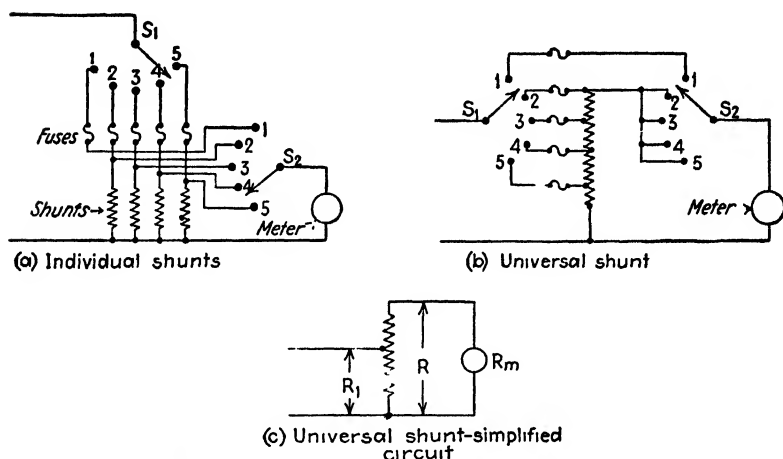 S1
1
2
3
4
5
Fuses
Shunts
1
2
3
4
5
S2
Meter
(a) Individual shunts
1
2
3
4
5
S1
1
2
3
4
5
S2
Meter
(b) Universal shunt
R1
R
Rm
(c) Universal shunt-simplified
circuit